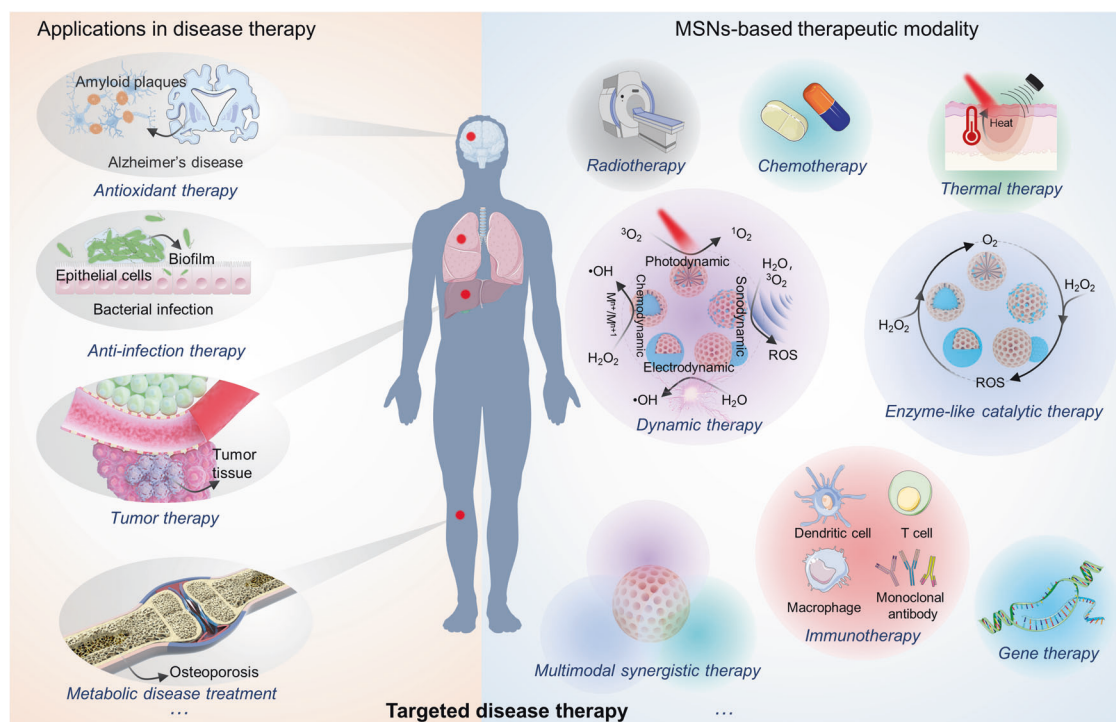 Applications in disease therapy
Amyloid plaques
Alzheimer's disease
Antioxidant therapy
Biofilm
Epithelial cells
Bacterial infection
Anti-infection therapy
Tumor
tissue
Tumor therapy
Osteoporosis
Metabolic disease treatment
...
MSNs-based therapeutic modality
Radiotherapy
Chemotherapy
Heat
Thermal therapy
³O₂
¹O₂
Photodynamic
•OH
Mⁿ⁺/Mⁿ⁺¹
Chemodynamic
H₂O₂
Sonodynamic
H₂O,
³O₂
ROS
Electrodynamic
•OH
H₂O
Dynamic therapy
O₂
H₂O₂
H₂O₂
ROS
Enzyme-like catalytic therapy
Multimodal synergistic therapy
Dendritic cell
T cell
Macrophage
Monoclonal
antibody
Immunotherapy
Gene therapy
...
Targeted disease therapy